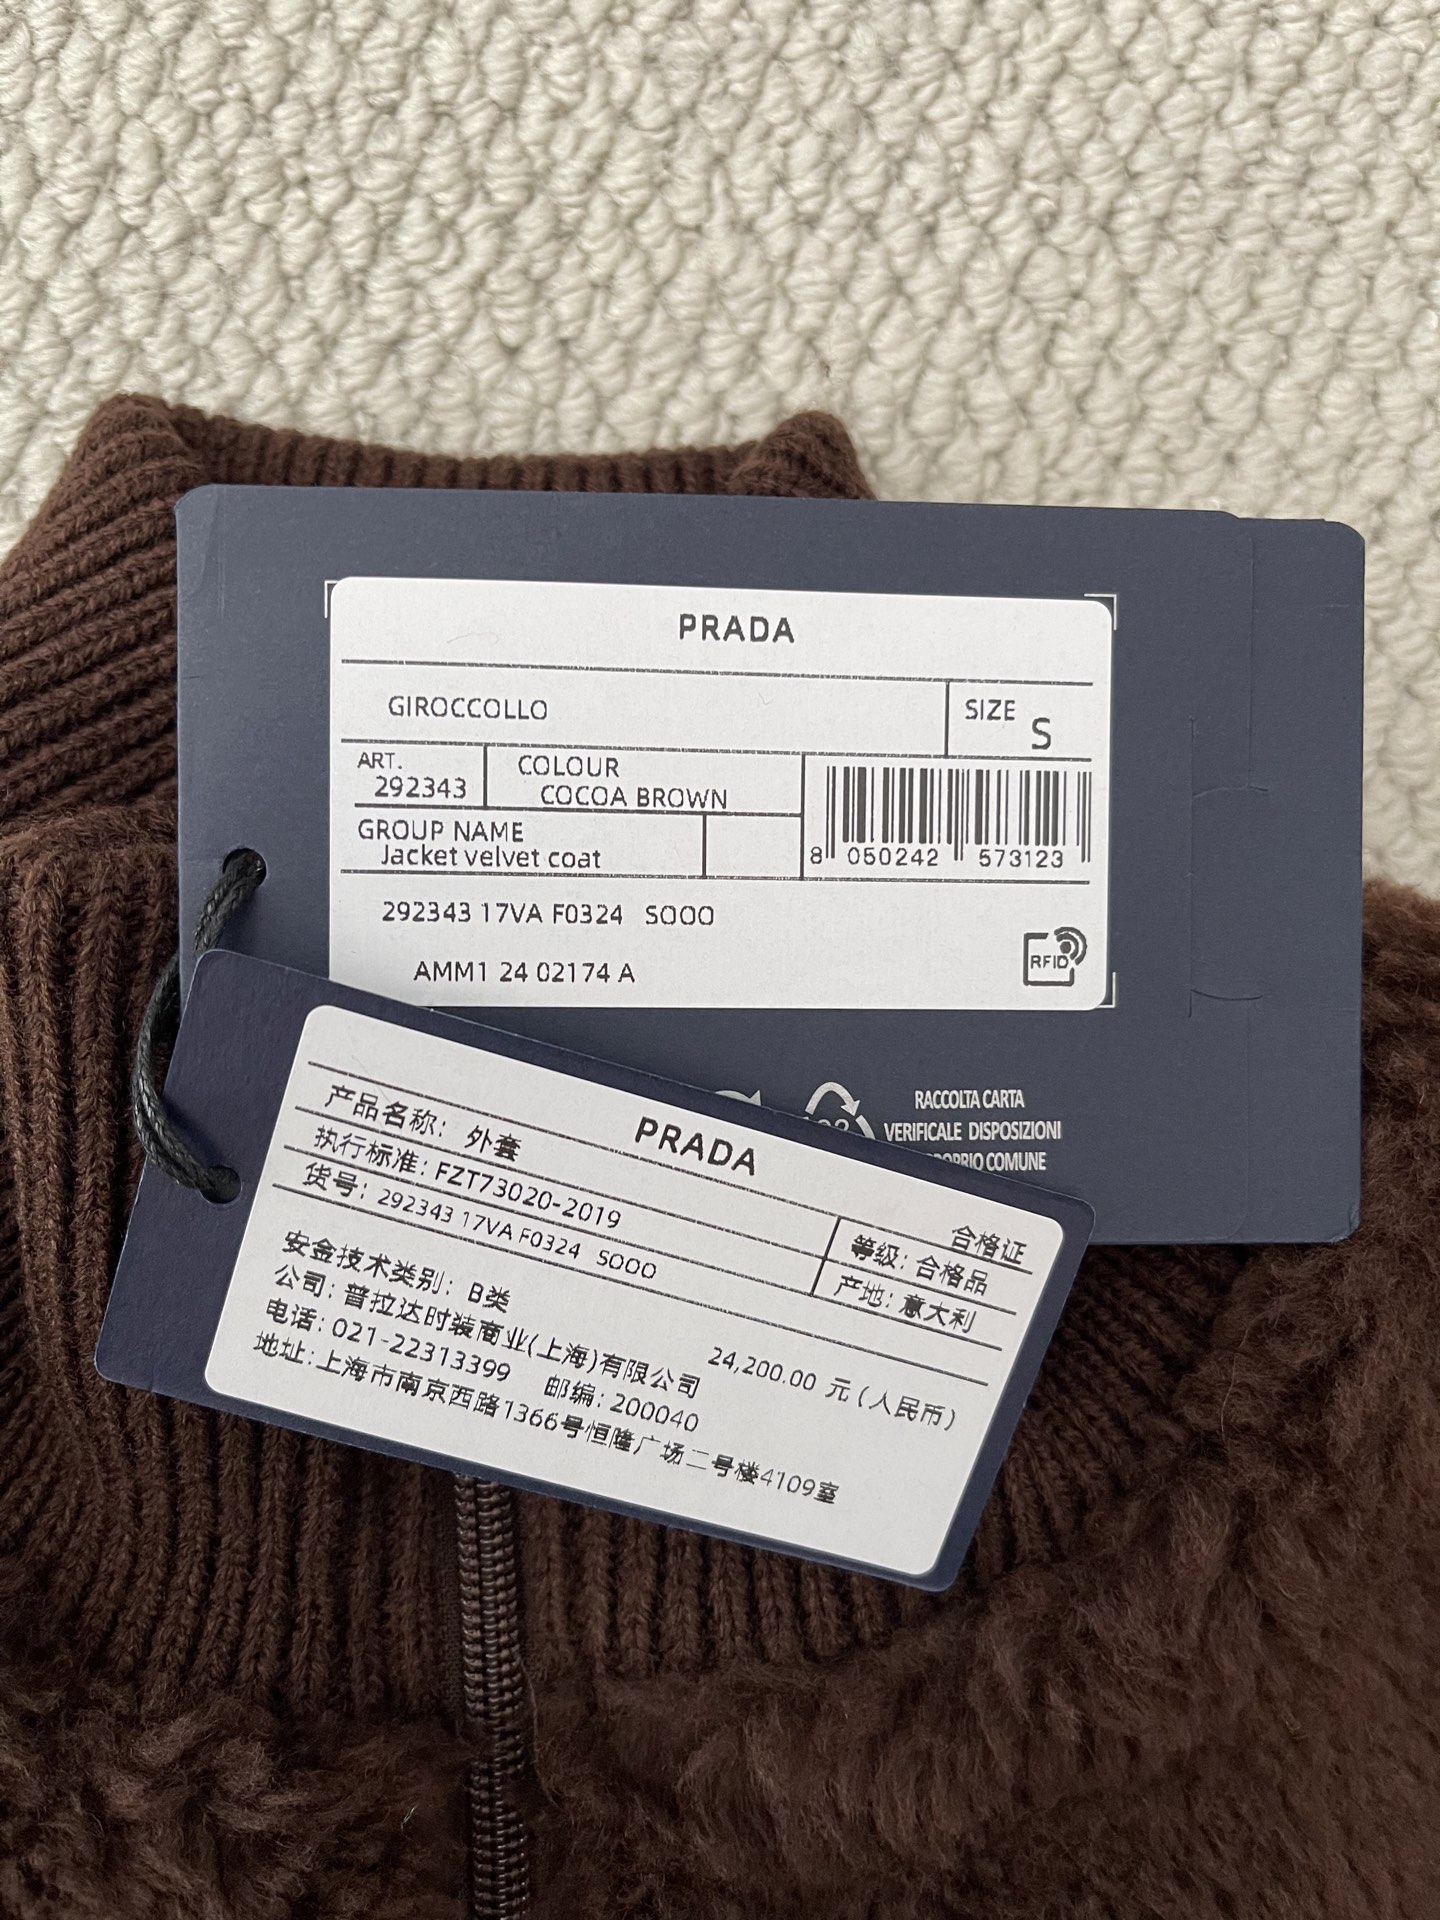 PRADA
GIROCCOLLO
SIZE S
ART. 292343
COLOUR COCOA BROWN
GROUP NAME
Jacket velvet coat
8 050242 573123
292343 17VA F0324 SOOO
AMM1 24 02174 A
RFID
RACCOLTA CARTA
VERIFICALE DISPOSIZIONI
COMUNE
PRADA
合格证
产品名称: 外套
等级: 合格品
执行标准: FZT73020-2019
产地: 意大利
货号: 292343 17VA F0324 SOOO
安金技术类别: B类
24,200.00 元 (人民币)
公司: 普拉达时装商业(上海)有限公司
电话: 021-22313399 邮编: 200040
地址: 上海市南京西路1366号恒隆广场二号楼4109室